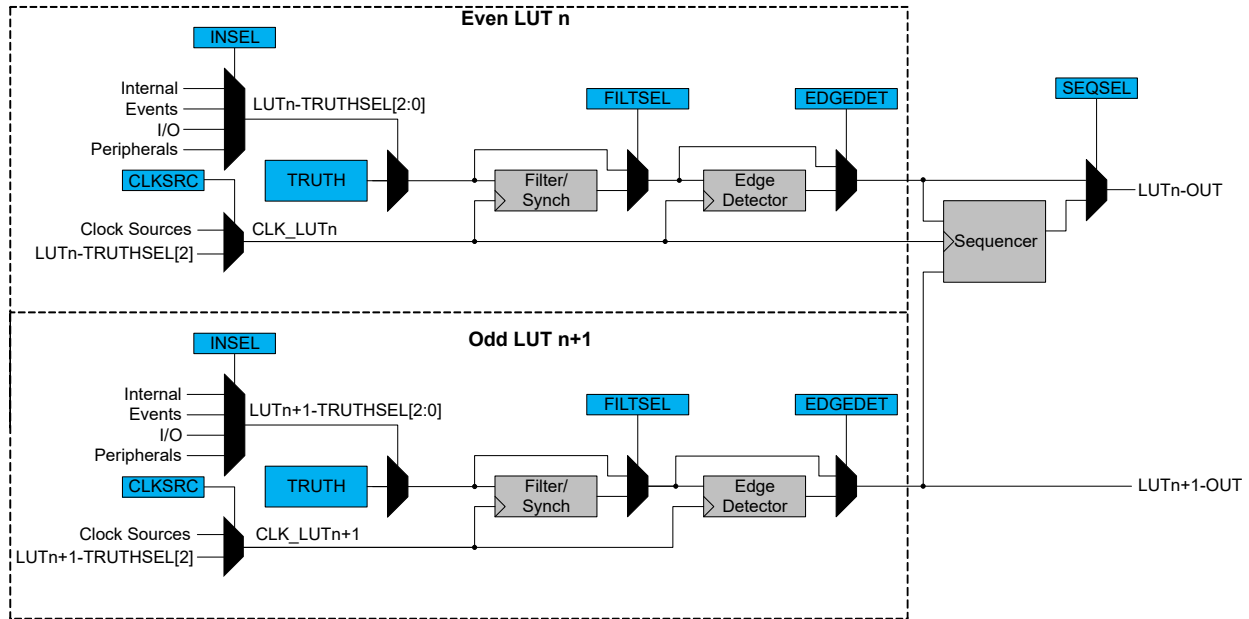 Even LUT n
INSEL
Internal
Events
I/O
Peripherals
LUTn-TRUTHSEL[2:0]
FILTSEL
EDGEDET
SEQSEL
CLKSRC
TRUTH
Filter/
Synch
Edge
Detector
LUTn-OUT
Clock Sources
LUTn-TRUTHSEL[2]
CLK_LUTn
Sequencer
Odd LUT n+1
INSEL
Internal
Events
I/O
Peripherals
LUTn+1-TRUTHSEL[2:0]
FILTSEL
EDGEDET
CLKSRC
TRUTH
Filter/
Synch
Edge
Detector
LUTn+1-OUT
Clock Sources
LUTn+1-TRUTHSEL[2]
CLK_LUTn+1